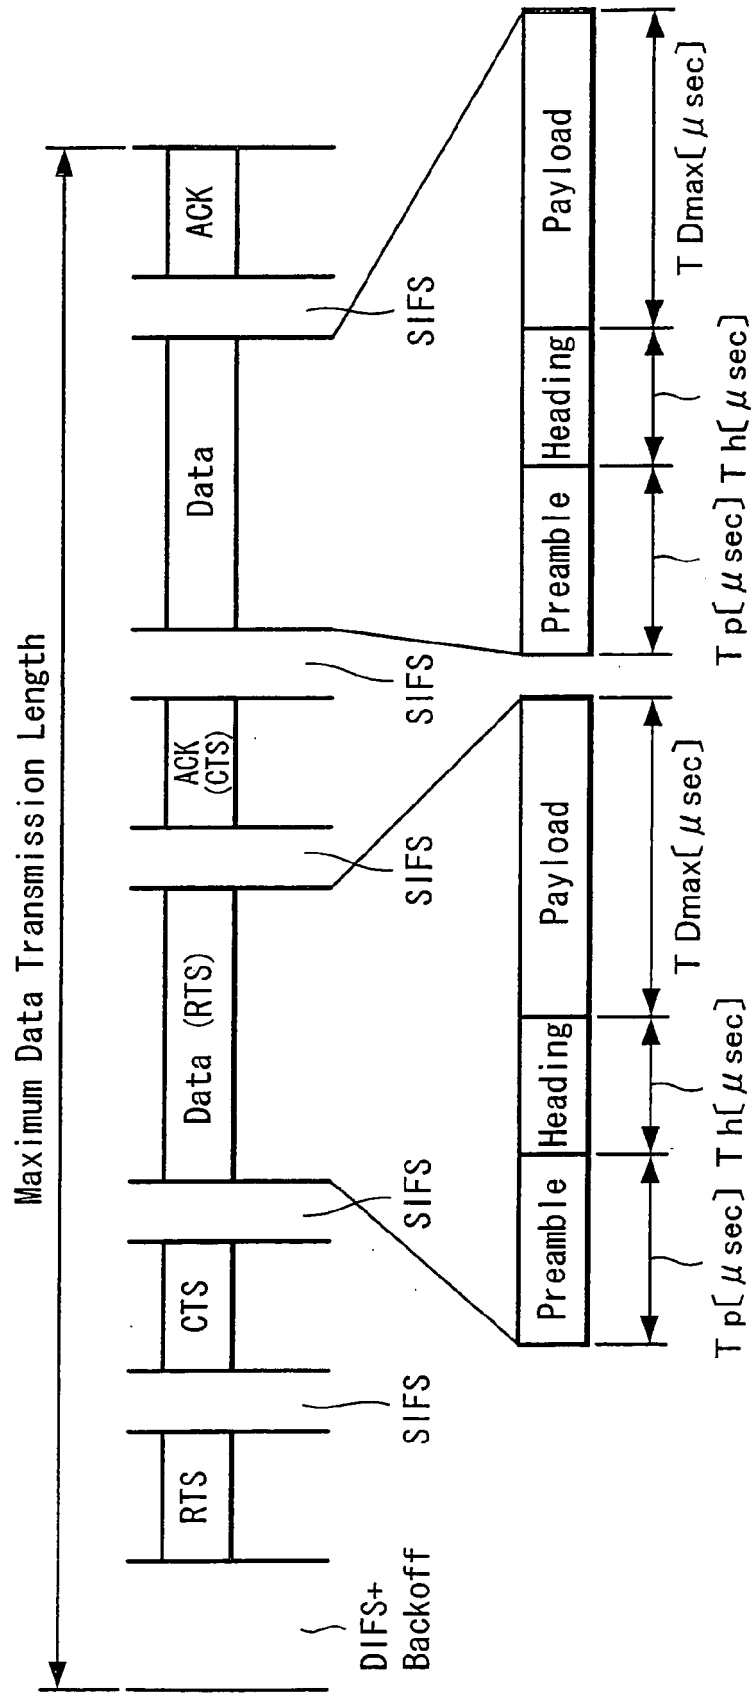 Maximum Data Transmission Length
DIFS+
Backoff
RTS
SIFS
CTS
SIFS
Data (RTS)
SIFS
ACK
(CTS)
SIFS
Data
SIFS
ACK
Preamble
Heading
Payload
Preamble
Heading
Payload
T p[μsec]
T h[μsec]
T Dmax[μsec]
T p[μsec]
T h[μsec]
T Dmax[μsec]